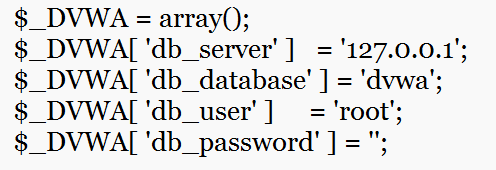 $_DVWA = array();
$_DVWA[ 'db_server' ]   = '127.0.0.1';
$_DVWA[ 'db_database' ] = 'dvwa';
$_DVWA[ 'db_user' ]     = 'root';
$_DVWA[ 'db_password' ] = '';